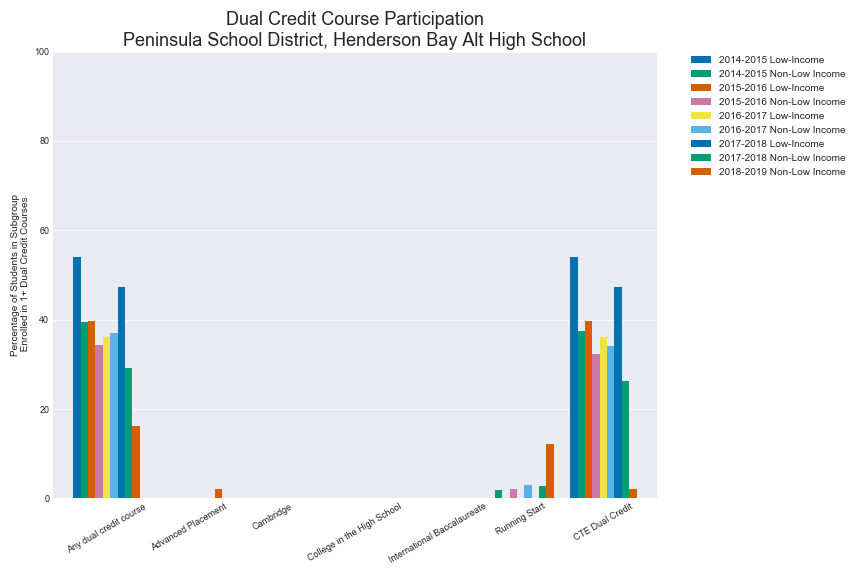 Dual Credit Course Participation
Peninsula School District, Henderson Bay Alt High School
100
80
60
40
20
0
Percentage of Students in Subgroup
Enrolled in 1+ Dual Credit Courses
Any dual credit course
Advanced Placement
Cambridge
College in the High School
International Baccalaureate
Running Start
CTE Dual Credit
2014-2015 Low-Income
2014-2015 Non-Low Income
2015-2016 Low-Income
2015-2016 Non-Low Income
2016-2017 Low-Income
2016-2017 Non-Low Income
2017-2018 Low-Income
2017-2018 Non-Low Income
2018-2019 Non-Low Income